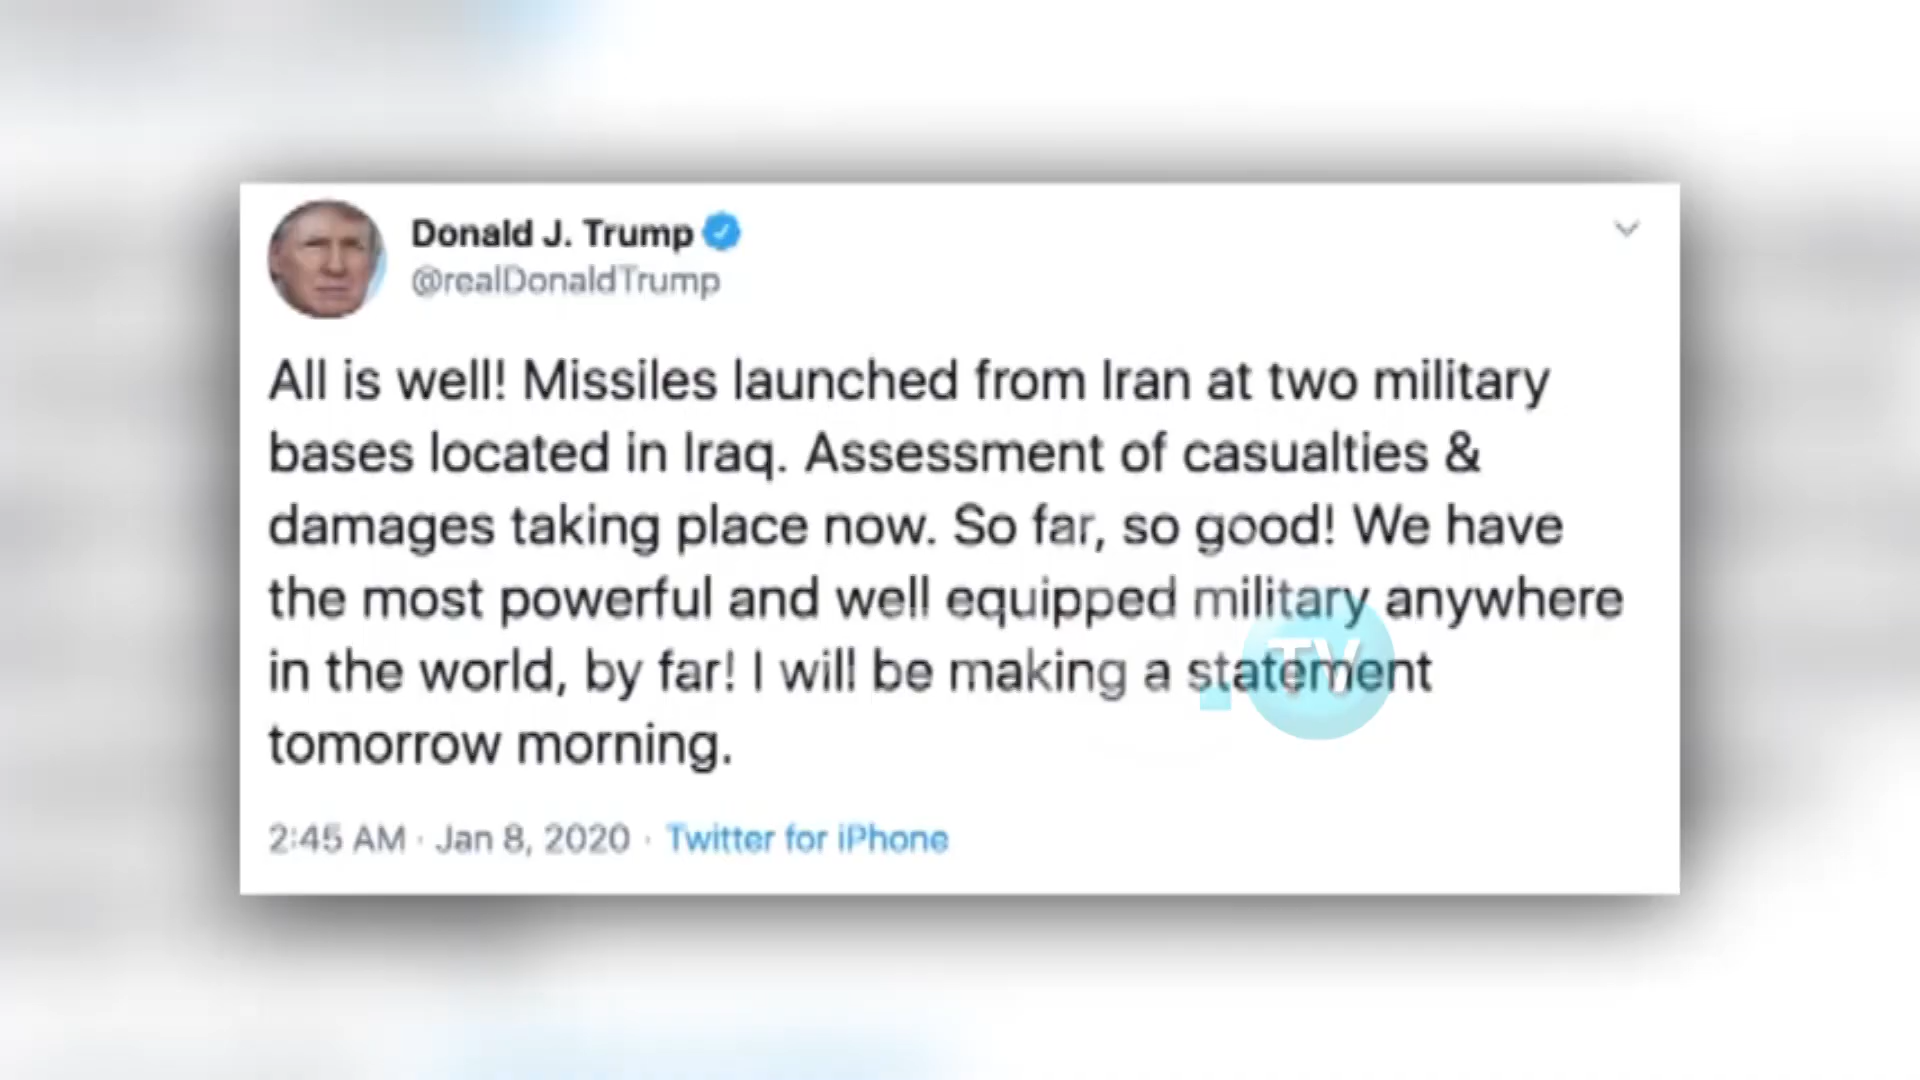 Donald J. Trump
@realDonaldTrump
All is well! Missiles launched from Iran at two military
bases located in Iraq. Assessment of casualties &
damages taking place now. So far, so good! We have
the most powerful and well equipped military anywhere
in the world, by far! I will be making a statement
tomorrow morning.
2:45 AM · Jan 8, 2020 · Twitter for iPhone
TV